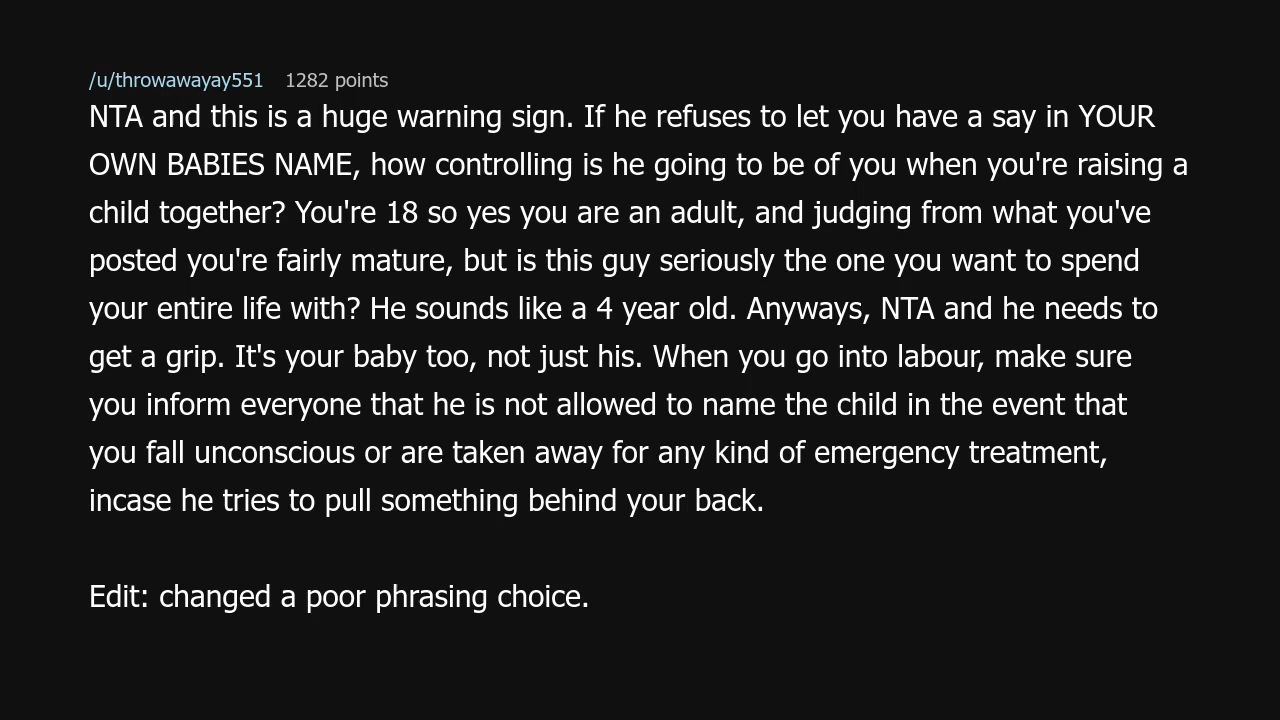 /u/throwawayay551 1282 points
NTA and this is a huge warning sign. If he refuses to let you have a say in YOUR
OWN BABIES NAME, how controlling is he going to be of you when you're raising a
child together? You're 18 so yes you are an adult, and judging from what you've
posted you're fairly mature, but is this guy seriously the one you want to spend
your entire life with? He sounds like a 4 year old. Anyways, NTA and he needs to
get a grip. It's your baby too, not just his. When you go into labour, make sure
you inform everyone that he is not allowed to name the child in the event that
you fall unconscious or are taken away for any kind of emergency treatment,
incase he tries to pull something behind your back.
Edit: changed a poor phrasing choice.